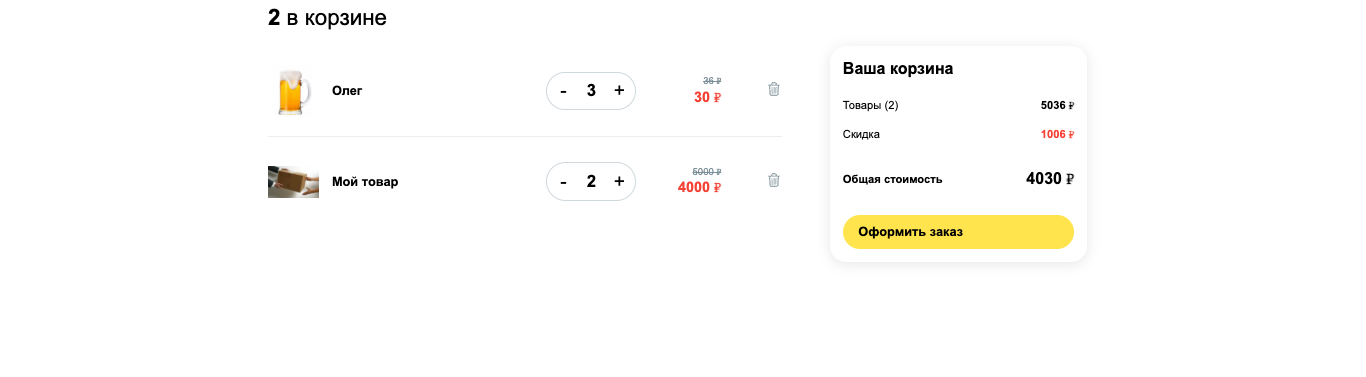 2 в корзине
Олег
- 3 +
36 ₽
30 ₽
Мой товар
- 2 +
5000 ₽
4000 ₽
Ваша корзина
Товары (2) 5036 ₽
Скидка 1006 ₽
Общая стоимость 4030 ₽
Оформить заказ